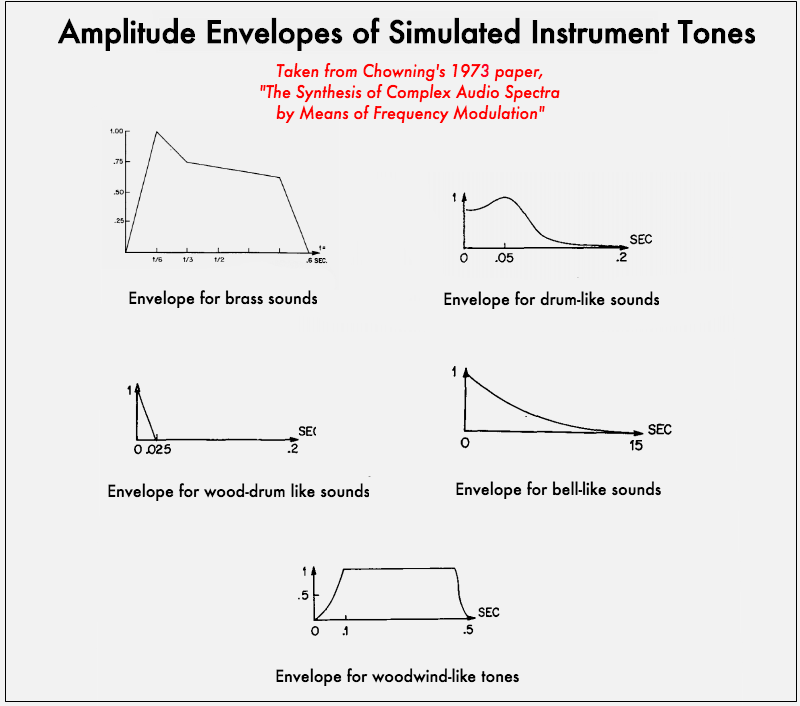 Amplitude Envelopes of Simulated Instrument Tones
Taken from Chowning's 1973 paper,
"The Synthesis of Complex Audio Spectra
by Means of Frequency Modulation"
1.00
.75
.50
.25
1/6 1/3 1/2 .6 SEC.
Envelope for brass sounds
1
SEC
0 .05 .2
Envelope for drum-like sounds
1
SEC
0 .025 .2
Envelope for wood-drum like sounds
1
SEC
0 15
Envelope for bell-like sounds
1
.5
SEC
0 .1 .5
Envelope for woodwind-like tones